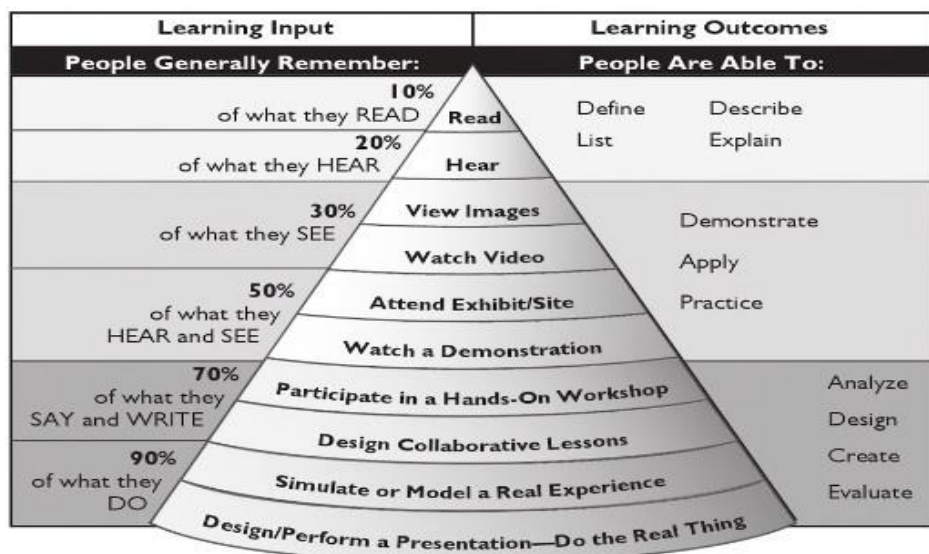 Learning Input
Learning Outcomes
People Generally Remember:
People Are Able To:
10%
of what they READ
20%
of what they HEAR
30%
of what they SEE
50%
of what they
HEAR and SEE
70%
of what they
SAY and WRITE
90%
of what they
DO
Read
Hear
View Images
Watch Video
Attend Exhibit/Site
Watch a Demonstration
Participate in a Hands-On Workshop
Design Collaborative Lessons
Simulate or Model a Real Experience
Design/Perform a Presentation—Do the Real Thing
Define Describe
List Explain
Demonstrate
Apply
Practice
Analyze
Design
Create
Evaluate